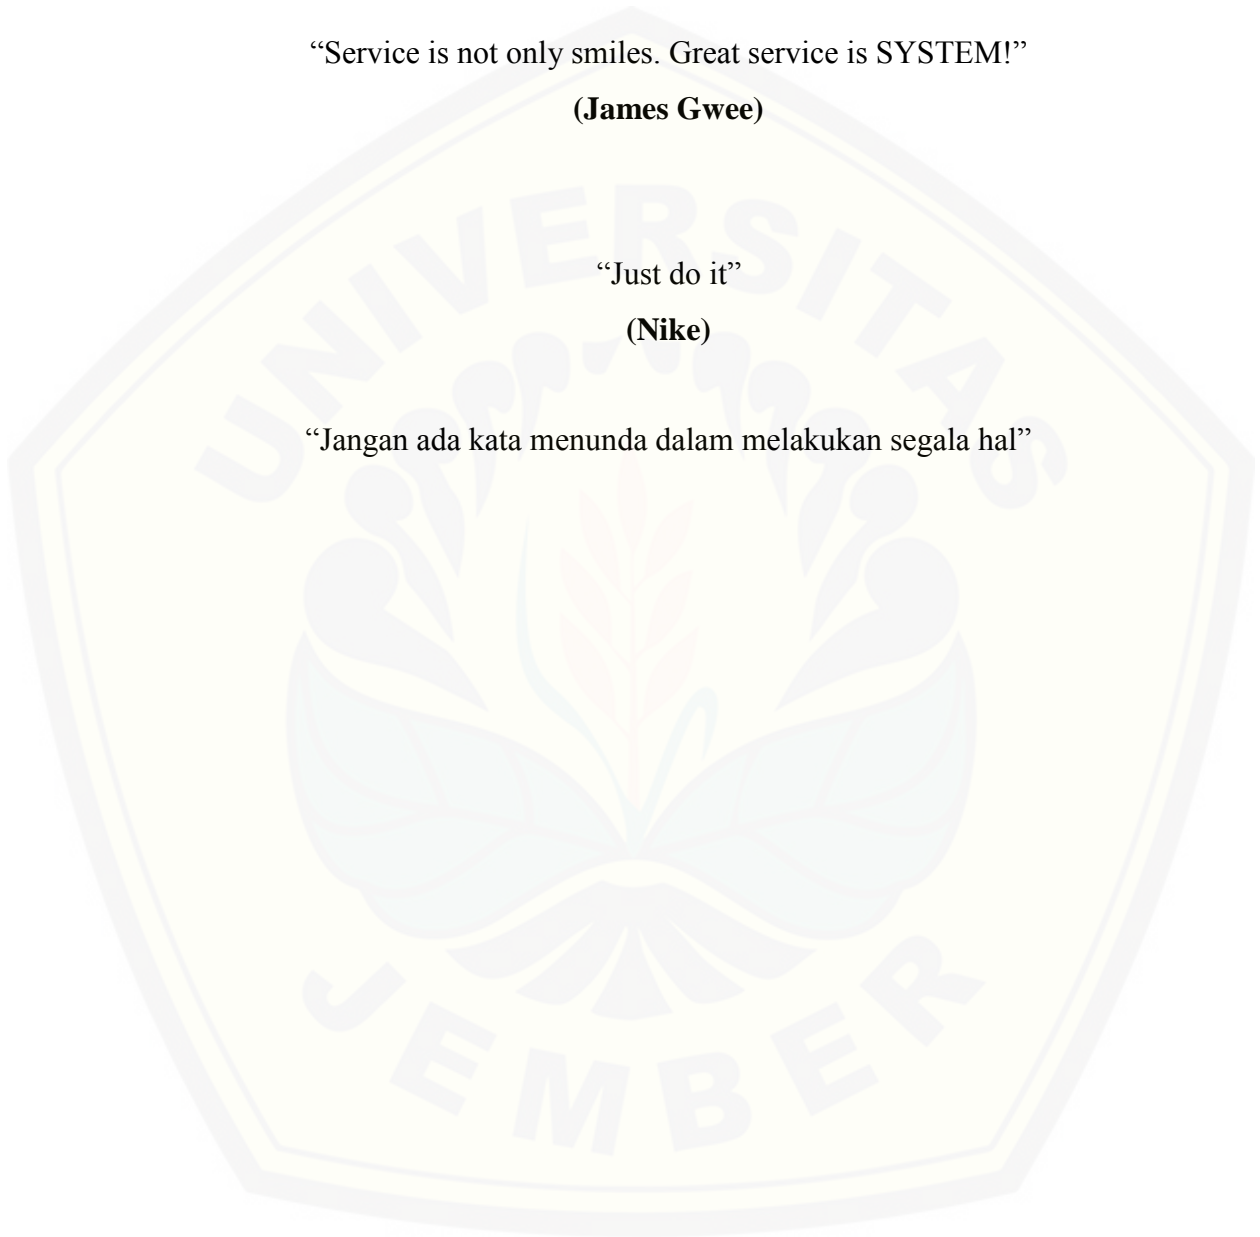 “Service is not only smiles. Great service is SYSTEM!”
(James Gwee)
“Just do it”
(Nike)
“Jangan ada kata menunda dalam melakukan segala hal”
UNIVERSITAS
JEMBER